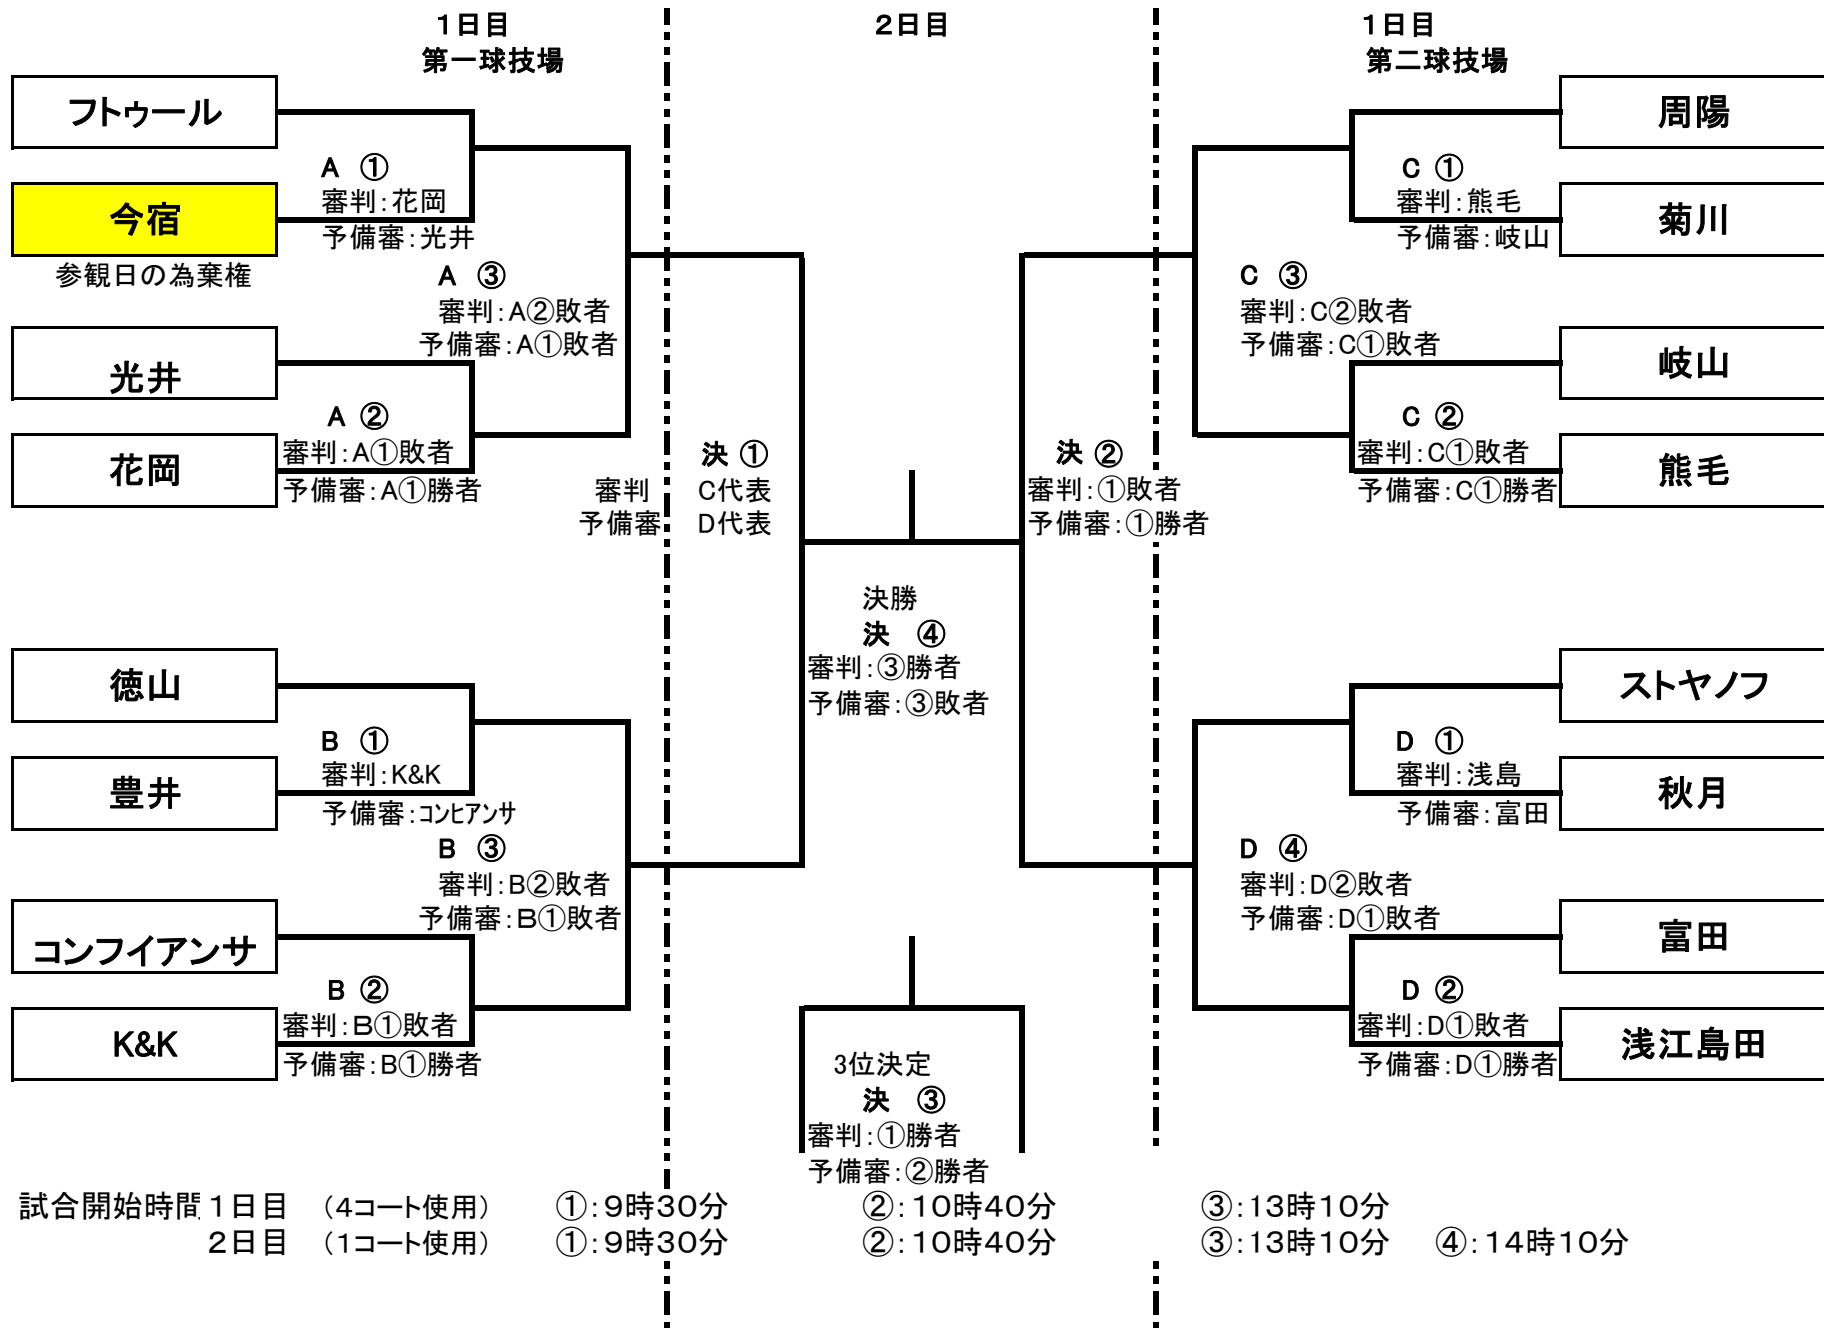 1日目
第一球技場
2日目
1日目
第二球技場
フトゥール
A ①
審判:花岡
予備審:光井
今宿
参観日の為棄権
A ③
審判:A②敗者
予備審:A①敗者
光井
A ②
審判:A①敗者
予備審:A①勝者
花岡
徳山
B ①
審判:K&K
予備審:コンヒアンサ
豊井
B ③
審判:B②敗者
予備審:B①敗者
コンフイアンサ
B ②
審判:B①敗者
予備審:B①勝者
K&K
決 ①
審判 C代表
予備審 D代表
決 ②
審判:①敗者
予備審:①勝者
決勝
決 ④
審判:③勝者
予備審:③敗者
3位決定
決 ③
審判:①勝者
予備審:②勝者
周陽
C ①
審判:熊毛
予備審:岐山
菊川
C ③
審判:C②敗者
予備審:C①敗者
岐山
C ②
審判:C①敗者
予備審:C①勝者
熊毛
ストヤノフ
D ①
審判:浅島
予備審:富田
秋月
D ④
審判:D②敗者
予備審:D①敗者
富田
D ②
審判:D①敗者
予備審:D①勝者
浅江島田
試合開始時間 1日目 (4コート使用) ①:9時30分 ②:10時40分 ③:13時10分
2日目 (1コート使用) ①:9時30分 ②:10時40分 ③:13時10分 ④:14時10分